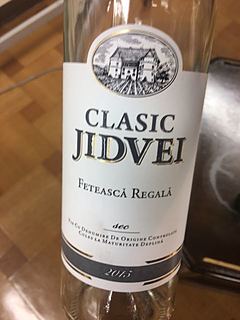 CLASIC
JIDVEI
FETEASCĂ REGALĂ
sec
VIN CU DENUMIRE DE ORIGINE CONTROLATĂ
CULES LA MATURITATE DEPLINĂ
2015